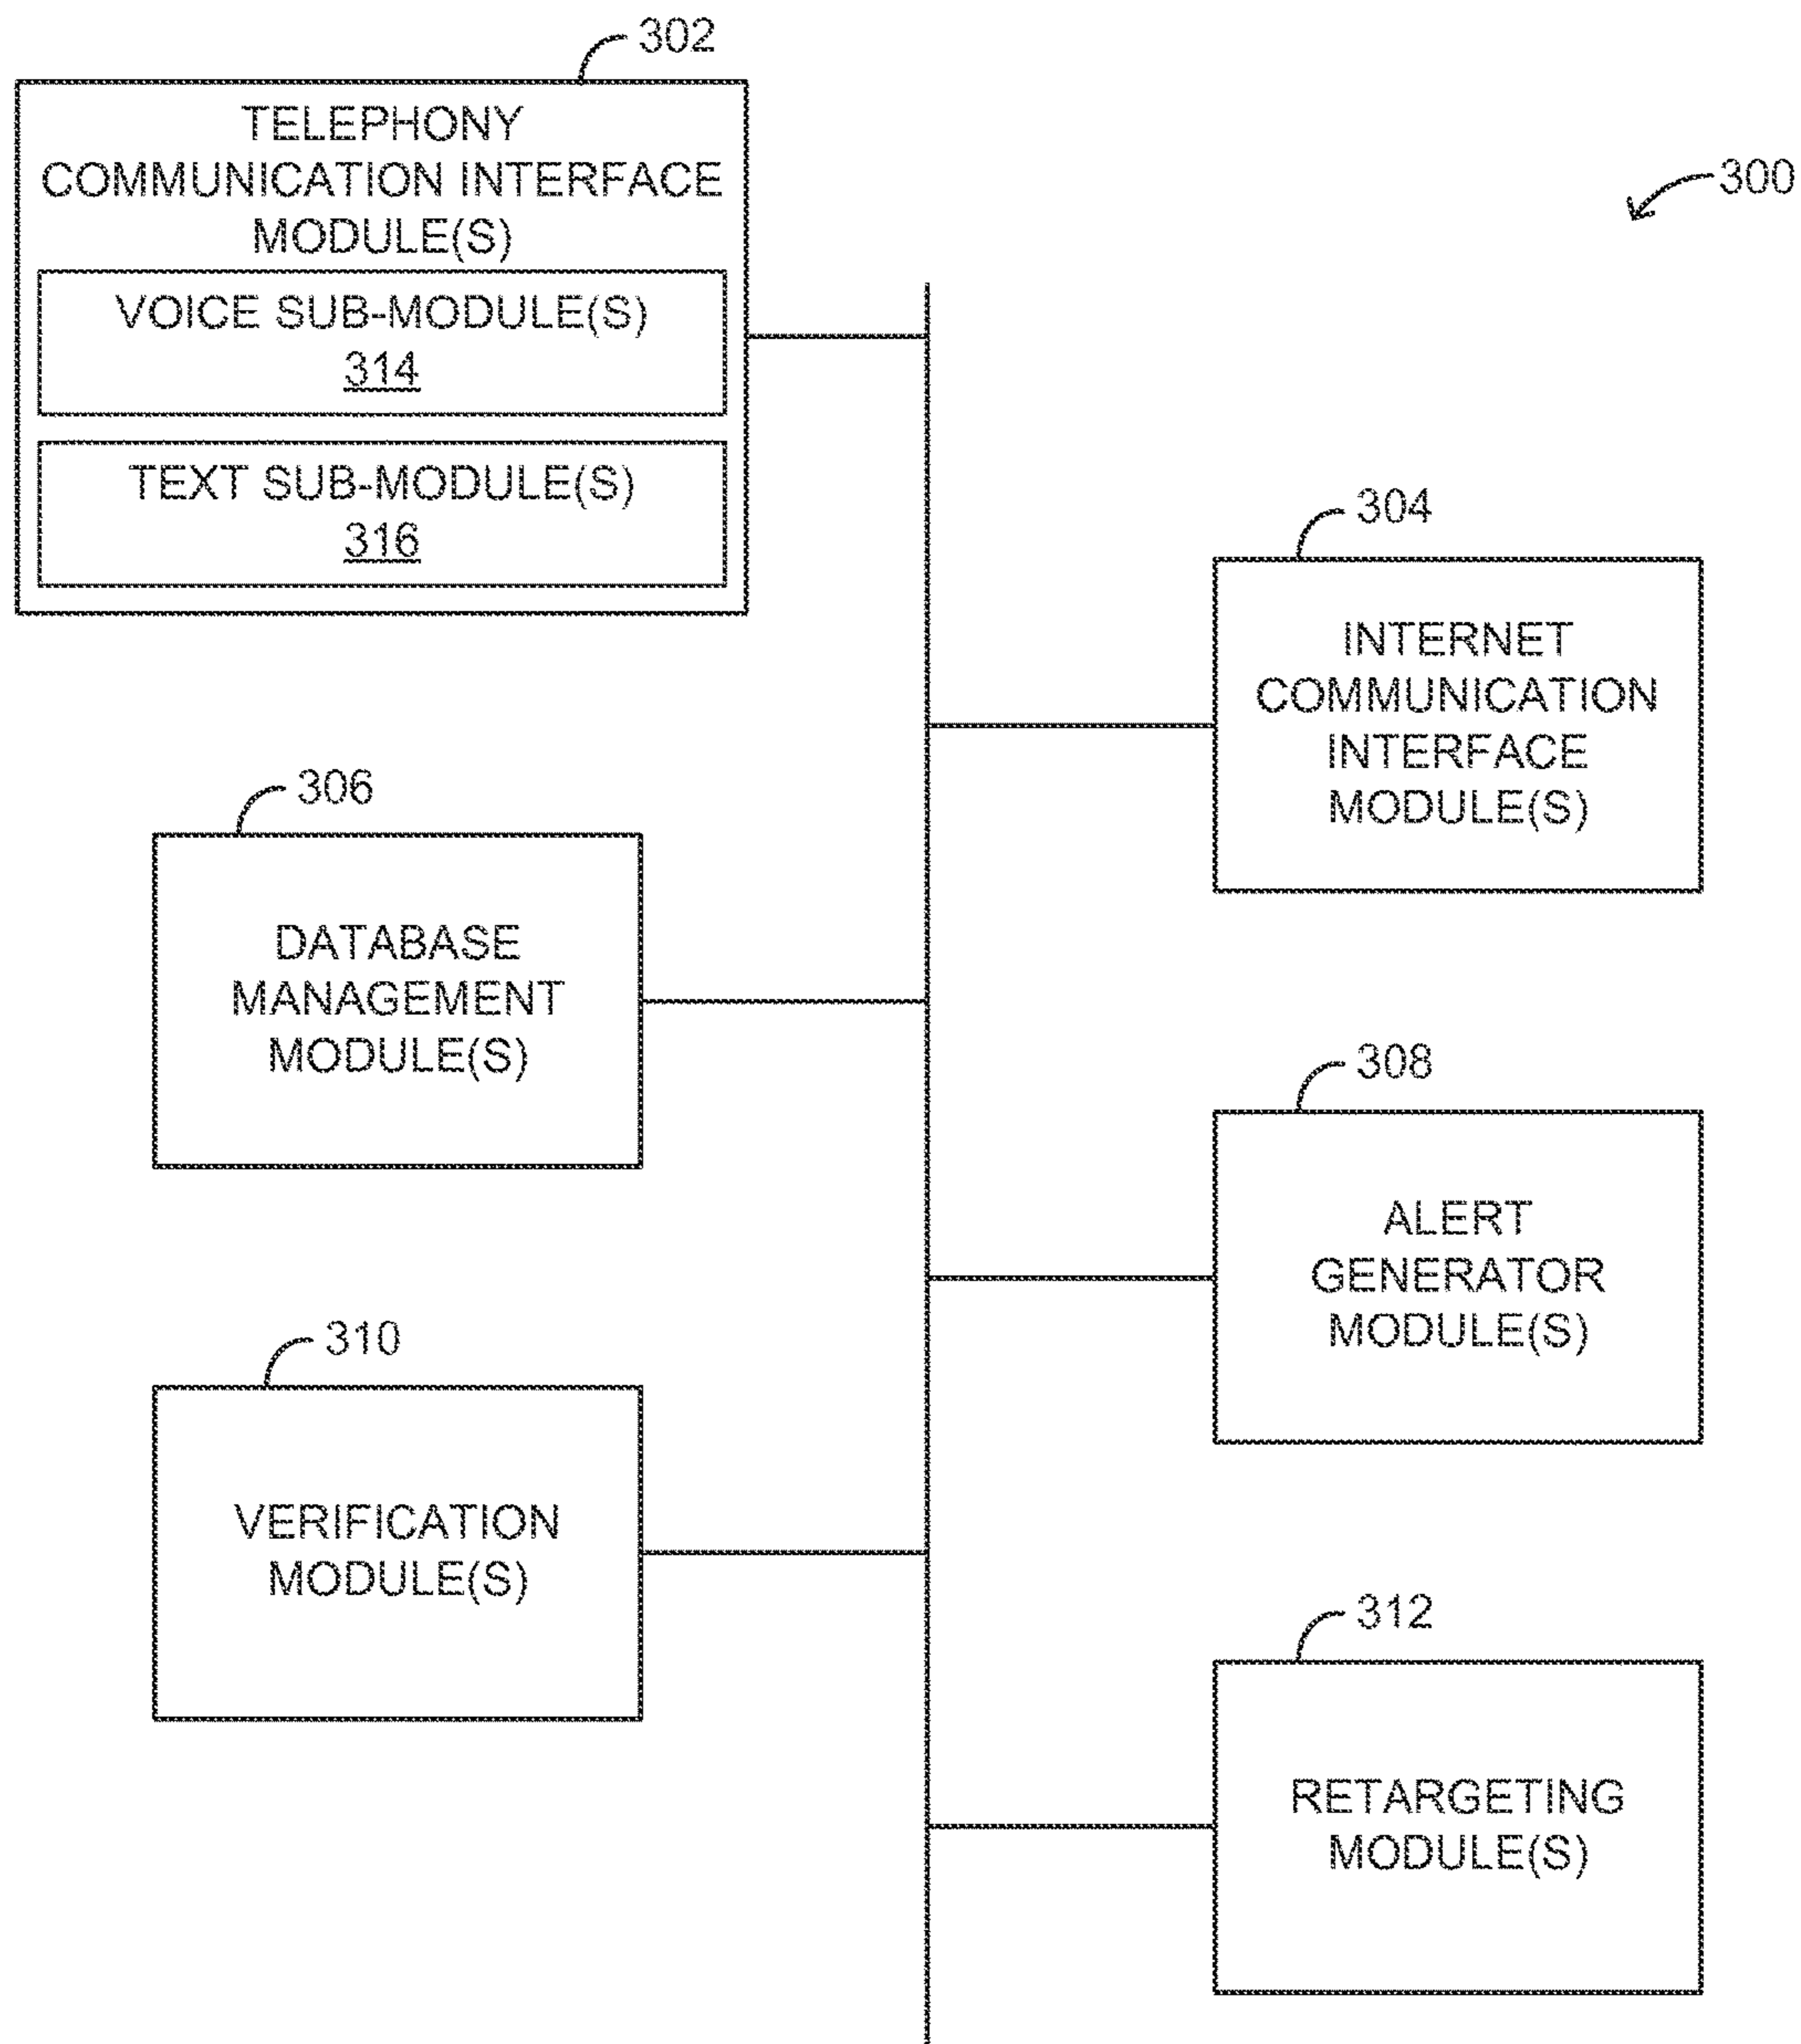 302
TELEPHONY
COMMUNICATION INTERFACE
MODULE(S)
VOICE SUB-MODULE(S)
314
TEXT SUB-MODULE(S)
316
300
304
INTERNET
COMMUNICATION
INTERFACE
MODULE(S)
306
DATABASE
MANAGEMENT
MODULE(S)
308
ALERT
GENERATOR
MODULE(S)
310
VERIFICATION
MODULE(S)
312
RETARGETING
MODULE(S)